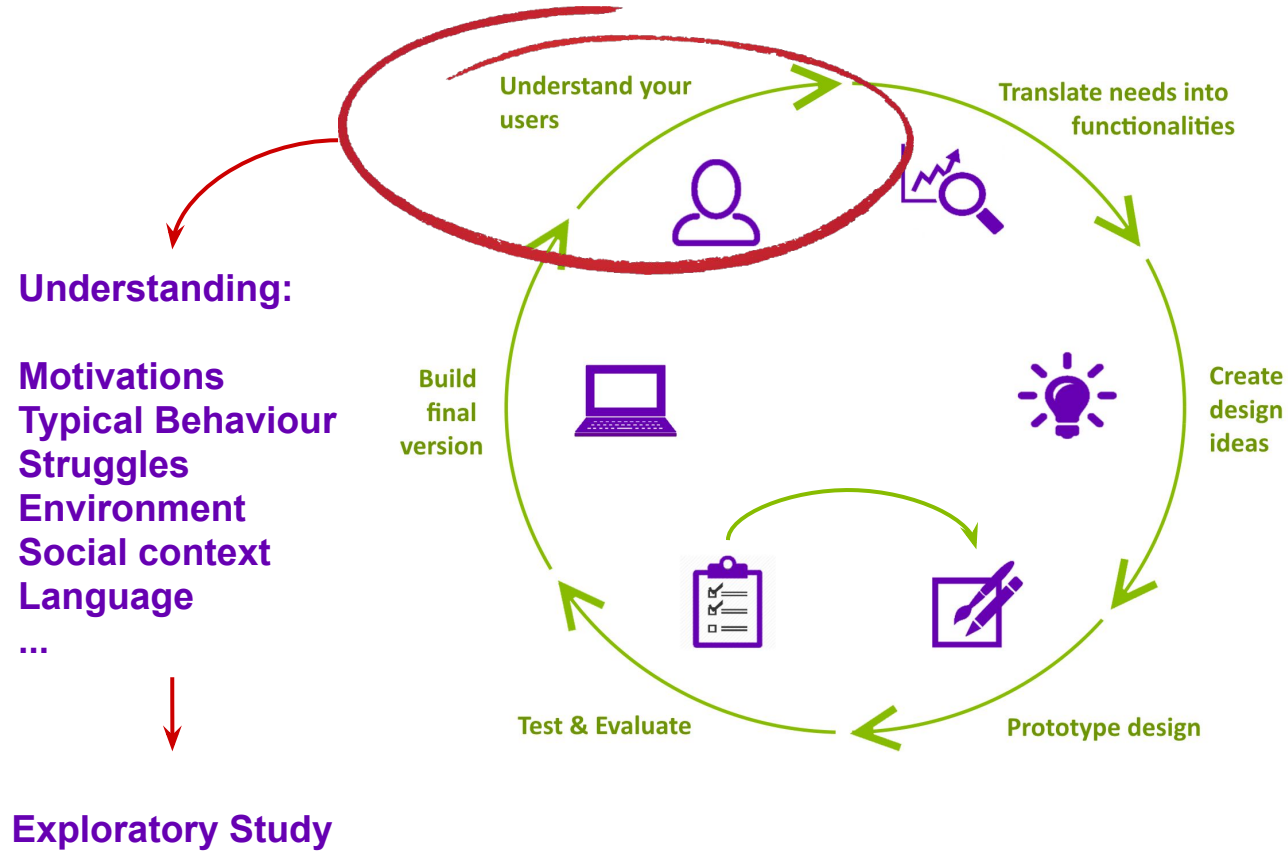 Understand your
users
Translate needs into
functionalities
Understanding:
Motivations
Typical Behaviour
Struggles
Environment
Social context
Language
...
Build
final
version
Create
design
ideas
Test & Evaluate
Prototype design
Exploratory Study